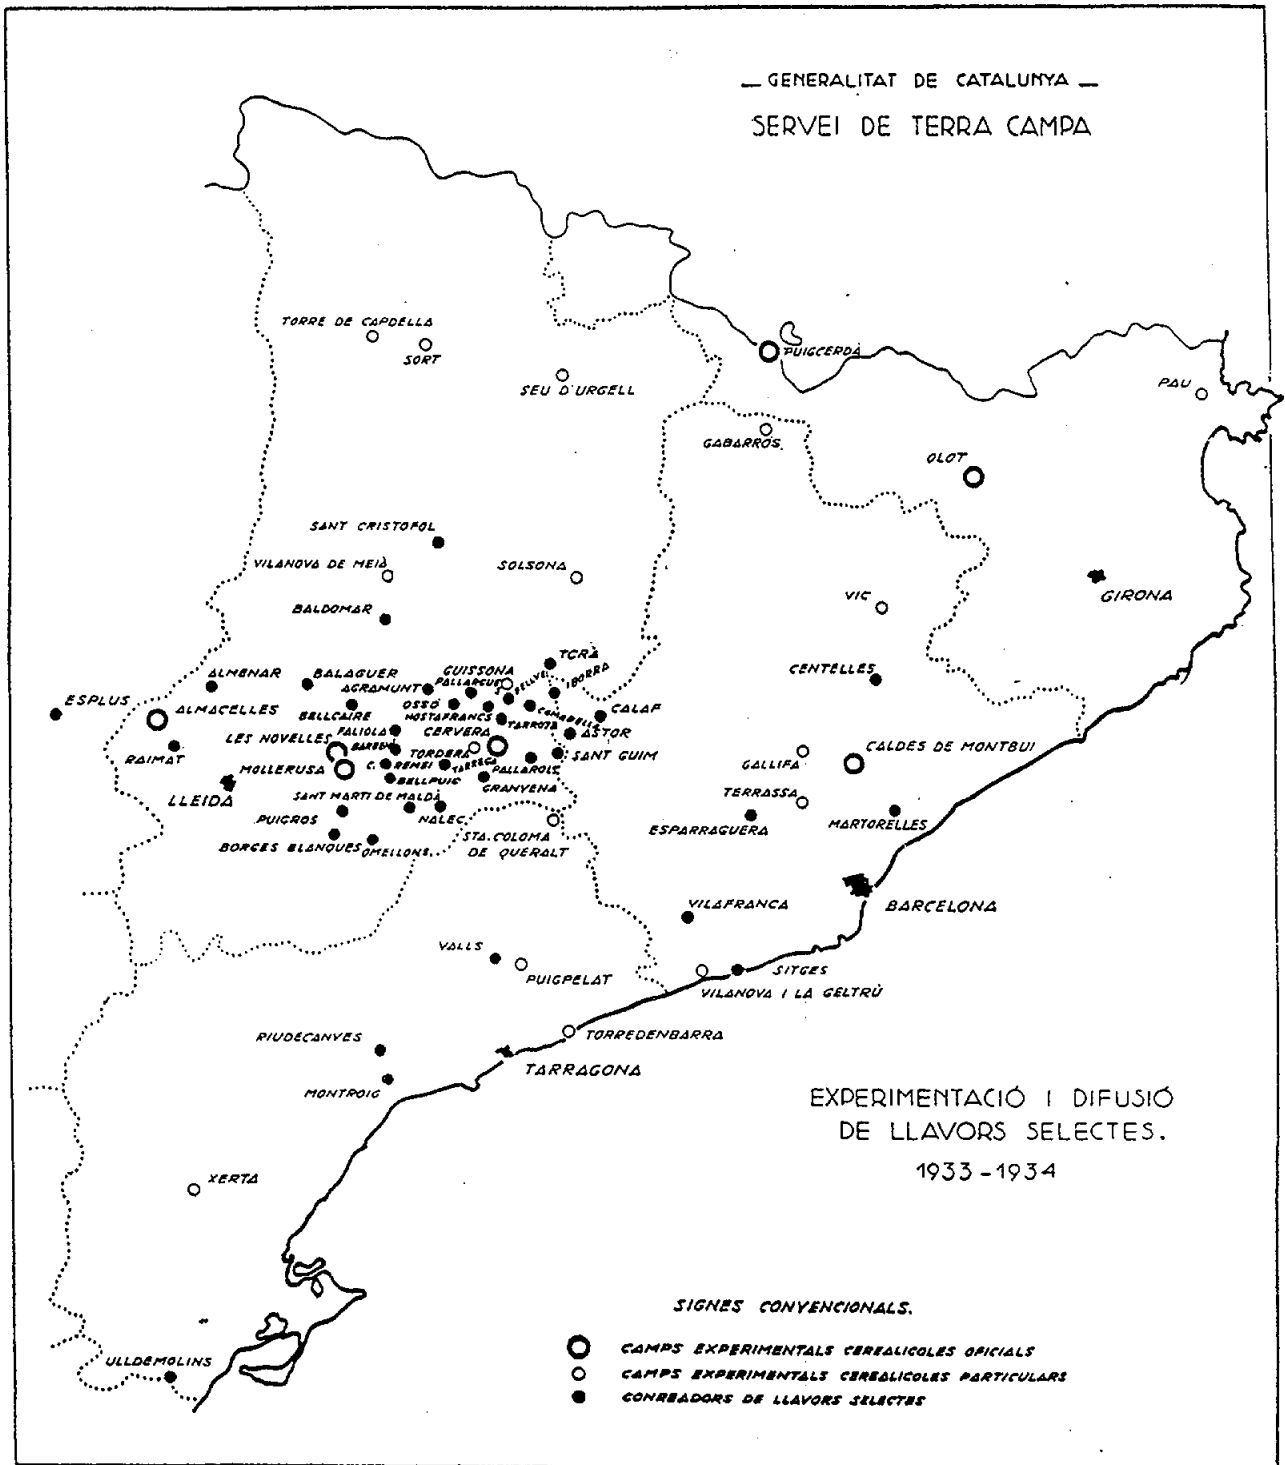 — GENERALITAT DE CATALUNYA —
SERVEI DE TERRA CAMPA
TORRE DE CAPDELLA
SORT
SEU D'URGELL
PUIGCERDÀ
PAU
GABARRÓS
OLOT
SANT CRISTOFOL
VILANOVA DE MEIÀ
SOLSONA
BALDOMAR
VIC
GIRONA
CENTELLES
TORÀ
IBORRA
GUISSONA
ALMENAR
BALAGUER
AGRAMUNT
PALLARGUES
ESPLUS
ALMACELLES
BELLCAIRE
OSSÓ
HOSTAFRANCS
TARROJA
CALAF
ASTOR
FALIOLA
LES NOVELLES
CERVERA
RAIMAT
TORDERA
TARREGA
SANT GUIM
MOLLERUSA
C. REMEI
PALLAROLS
BELLPUIG
GRANYENA
LLEIDA
SANT MARTI DE MALDÀ
PUIGROS
NALEC
STA. COLOMA
DE QUERALT
BORGES BLANQUES
OMELLONS
CALDES DE MONTBUI
GALLIFA
TERRASSA
ESPARRAGUERA
MARTORELLES
BARCELONA
VILAFRANCA
VALLS
PUIGPELAT
SITGES
VILANOVA I LA GELTRÙ
RIUDECANYES
TORREDENBARRA
TARRAGONA
MONTROIG
EXPERIMENTACIÓ I DIFUSIÓ
DE LLAVORS SELECTES.
1933-1934
XERTA
ULLDEMOLINS
SIGNES CONVENCIONALS.
CAMPS EXPERIMENTALS CEREALICOLES OFICIALS
CAMPS EXPERIMENTALS CEREALICOLES PARTICULARS
CONREADORS DE LLAVORS SELECTES